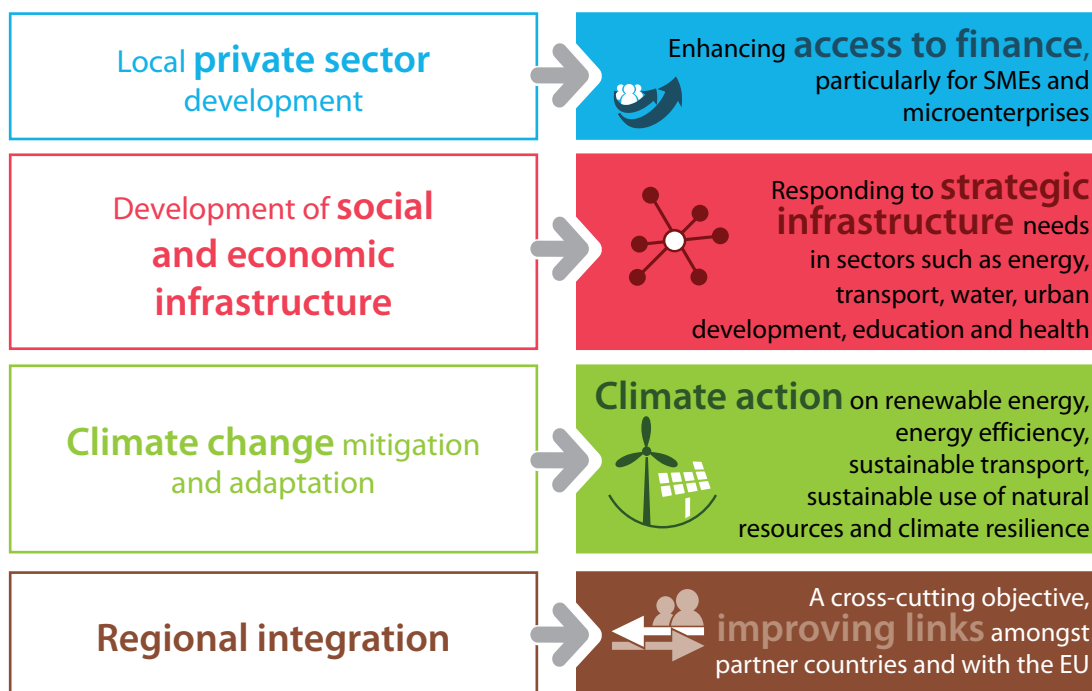 Local private sector
development
Enhancing access to finance,
particularly for SMEs and
microenterprises
Development of social
and economic
infrastructure
Responding to strategic
infrastructure needs
in sectors such as energy,
transport, water, urban
development, education and health
Climate change mitigation
and adaptation
Climate action on renewable energy,
energy efficiency,
sustainable transport,
sustainable use of natural
resources and climate resilience
Regional integration
A cross-cutting objective,
improving links amongst
partner countries and with the EU